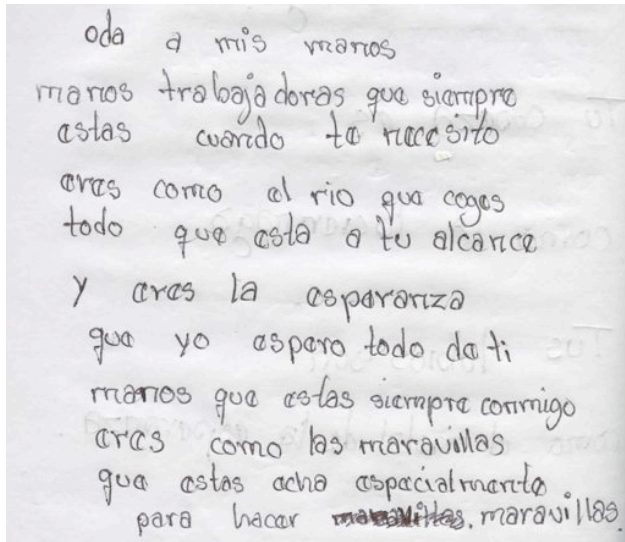 oda a mis manos
manos trabajadoras que siempre
estas cuando te necesito
eres como el rio que coges
todo que esta a tu alcance
y eres la esperanza
que yo espero todo de ti
manos que estas siempre conmigo
eres como las maravillas
que estas echa especialmente
para hacer maravillas. maravillas